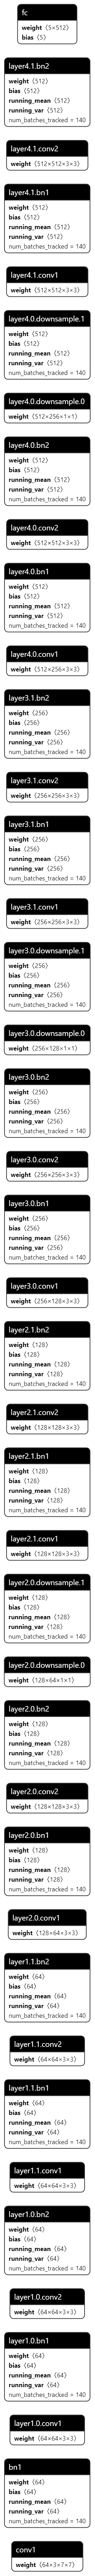 fc
weight ⟨5×512⟩
bias ⟨5⟩
layer4.1.bn2
weight ⟨512⟩
bias ⟨512⟩
running_mean ⟨512⟩
running_var ⟨512⟩
num_batches_tracked = 140
layer4.1.conv2
weight ⟨512×512×3×3⟩
layer4.1.bn1
weight ⟨512⟩
bias ⟨512⟩
running_mean ⟨512⟩
running_var ⟨512⟩
num_batches_tracked = 140
layer4.1.conv1
weight ⟨512×512×3×3⟩
layer4.0.downsample.1
weight ⟨512⟩
bias ⟨512⟩
running_mean ⟨512⟩
running_var ⟨512⟩
num_batches_tracked = 140
layer4.0.downsample.0
weight ⟨512×256×1×1⟩
layer4.0.bn2
weight ⟨512⟩
bias ⟨512⟩
running_mean ⟨512⟩
running_var ⟨512⟩
num_batches_tracked = 140
layer4.0.conv2
weight ⟨512×512×3×3⟩
layer4.0.bn1
weight ⟨512⟩
bias ⟨512⟩
running_mean ⟨512⟩
running_var ⟨512⟩
num_batches_tracked = 140
layer4.0.conv1
weight ⟨512×256×3×3⟩
layer3.1.bn2
weight ⟨256⟩
bias ⟨256⟩
running_mean ⟨256⟩
running_var ⟨256⟩
num_batches_tracked = 140
layer3.1.conv2
weight ⟨256×256×3×3⟩
layer3.1.bn1
weight ⟨256⟩
bias ⟨256⟩
running_mean ⟨256⟩
running_var ⟨256⟩
num_batches_tracked = 140
layer3.1.conv1
weight ⟨256×256×3×3⟩
layer3.0.downsample.1
weight ⟨256⟩
bias ⟨256⟩
running_mean ⟨256⟩
running_var ⟨256⟩
num_batches_tracked = 140
layer3.0.downsample.0
weight ⟨256×128×1×1⟩
layer3.0.bn2
weight ⟨256⟩
bias ⟨256⟩
running_mean ⟨256⟩
running_var ⟨256⟩
num_batches_tracked = 140
layer3.0.conv2
weight ⟨256×256×3×3⟩
layer3.0.bn1
weight ⟨256⟩
bias ⟨256⟩
running_mean ⟨256⟩
running_var ⟨256⟩
num_batches_tracked = 140
layer3.0.conv1
weight ⟨256×128×3×3⟩
layer2.1.bn2
weight ⟨128⟩
bias ⟨128⟩
running_mean ⟨128⟩
running_var ⟨128⟩
num_batches_tracked = 140
layer2.1.conv2
weight ⟨128×128×3×3⟩
layer2.1.bn1
weight ⟨128⟩
bias ⟨128⟩
running_mean ⟨128⟩
running_var ⟨128⟩
num_batches_tracked = 140
layer2.1.conv1
weight ⟨128×128×3×3⟩
layer2.0.downsample.1
weight ⟨128⟩
bias ⟨128⟩
running_mean ⟨128⟩
running_var ⟨128⟩
num_batches_tracked = 140
layer2.0.downsample.0
weight ⟨128×64×1×1⟩
layer2.0.bn2
weight ⟨128⟩
bias ⟨128⟩
running_mean ⟨128⟩
running_var ⟨128⟩
num_batches_tracked = 140
layer2.0.conv2
weight ⟨128×128×3×3⟩
layer2.0.bn1
weight ⟨128⟩
bias ⟨128⟩
running_mean ⟨128⟩
running_var ⟨128⟩
num_batches_tracked = 140
layer2.0.conv1
weight ⟨128×64×3×3⟩
layer1.1.bn2
weight ⟨64⟩
bias ⟨64⟩
running_mean ⟨64⟩
running_var ⟨64⟩
num_batches_tracked = 140
layer1.1.conv2
weight ⟨64×64×3×3⟩
layer1.1.bn1
weight ⟨64⟩
bias ⟨64⟩
running_mean ⟨64⟩
running_var ⟨64⟩
num_batches_tracked = 140
layer1.1.conv1
weight ⟨64×64×3×3⟩
layer1.0.bn2
weight ⟨64⟩
bias ⟨64⟩
running_mean ⟨64⟩
running_var ⟨64⟩
num_batches_tracked = 140
layer1.0.conv2
weight ⟨64×64×3×3⟩
layer1.0.bn1
weight ⟨64⟩
bias ⟨64⟩
running_mean ⟨64⟩
running_var ⟨64⟩
num_batches_tracked = 140
layer1.0.conv1
weight ⟨64×64×3×3⟩
bn1
weight ⟨64⟩
bias ⟨64⟩
running_mean ⟨64⟩
running_var ⟨64⟩
num_batches_tracked = 140
conv1
weight ⟨64×3×7×7⟩